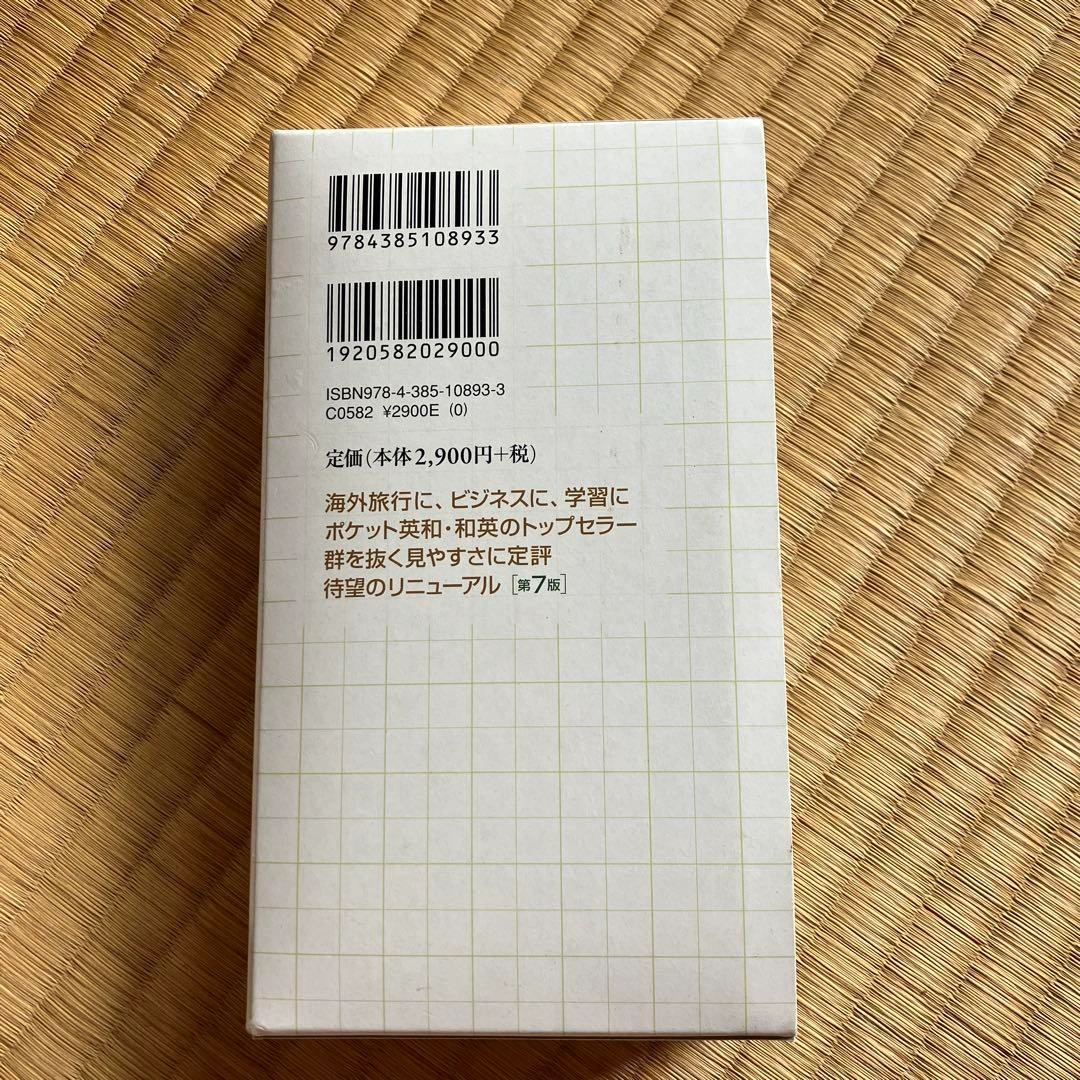 9784385108933
1920582029000
ISBN978-4-385-10893-3
C0582 ¥2900E (0)
定価(本体2,900円+税)
海外旅行に、ビジネスに、学習に
ポケット英和・和英のトップセラー
群を抜く見やすさに定評
待望のリニューアル [第7版]